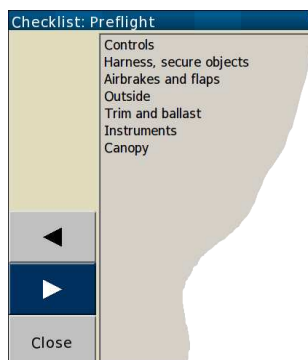 Checklist: Preflight
Controls
Harness, secure objects
Airbrakes and flaps
Outside
Trim and ballast
Instruments
Canopy
Close